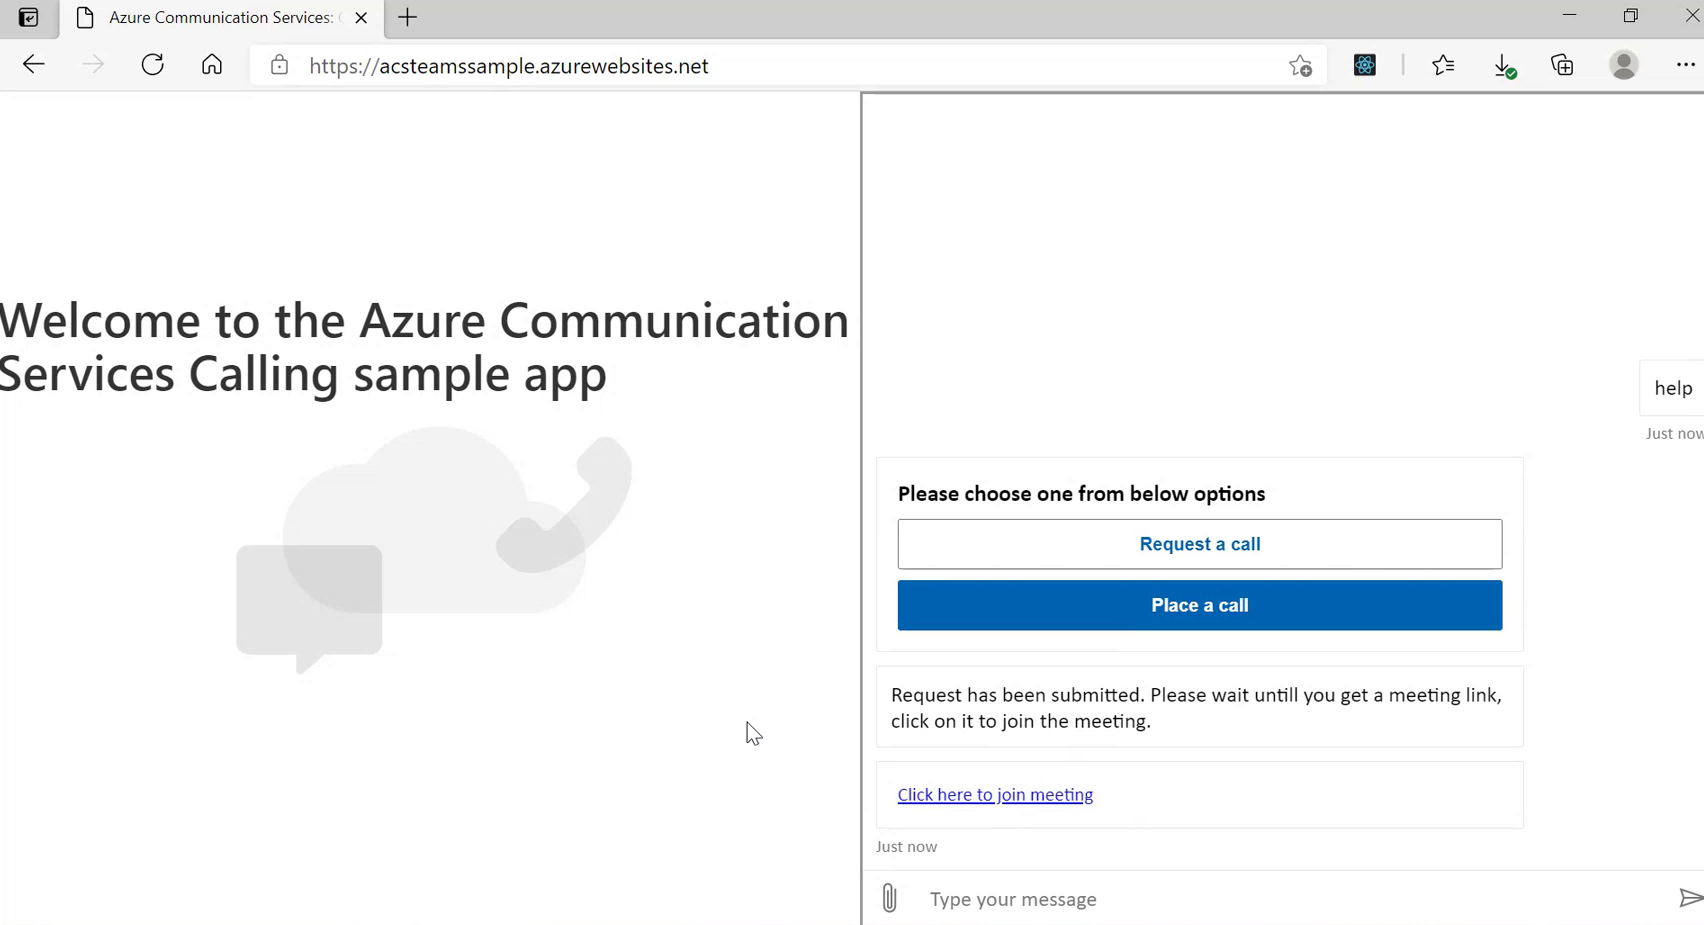 Azure Communication Services:
https://acsteamssample.azurewebsites.net
Welcome to the Azure Communication
Services Calling sample app
help
Just now
Please choose one from below options
Request a call
Place a call
Request has been submitted. Please wait untill you get a meeting link,
click on it to join the meeting.
Click here to join meeting
Just now
Type your message